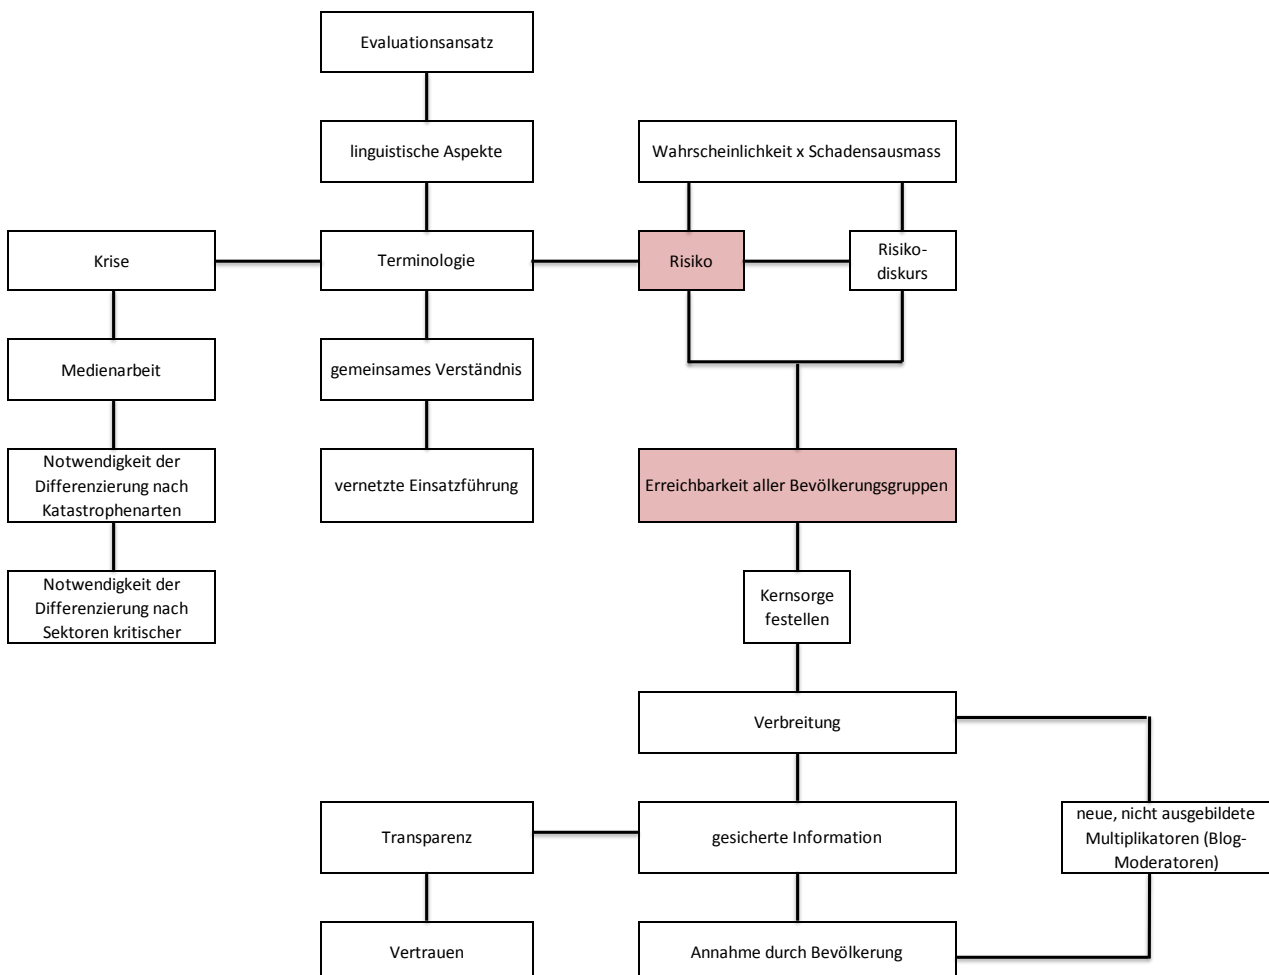 Evaluationsansatz
linguistische Aspekte
Wahrscheinlichkeit x Schadensausmass
Krise
Terminologie
Risiko
Risiko-
diskurs
Medienarbeit
gemeinsames Verständnis
Notwendigkeit der
Differenzierung nach
Katastrophenarten
vernetzte Einsatzführung
Erreichbarkeit aller Bevölkerungsgruppen
Notwendigkeit der
Differenzierung nach
Sektoren kritischer
Kernsorge
festellen
Verbreitung
Transparenz
gesicherte Information
neue, nicht ausgebildete
Multiplikatoren (Blog-
Moderatoren)
Vertrauen
Annahme durch Bevölkerung